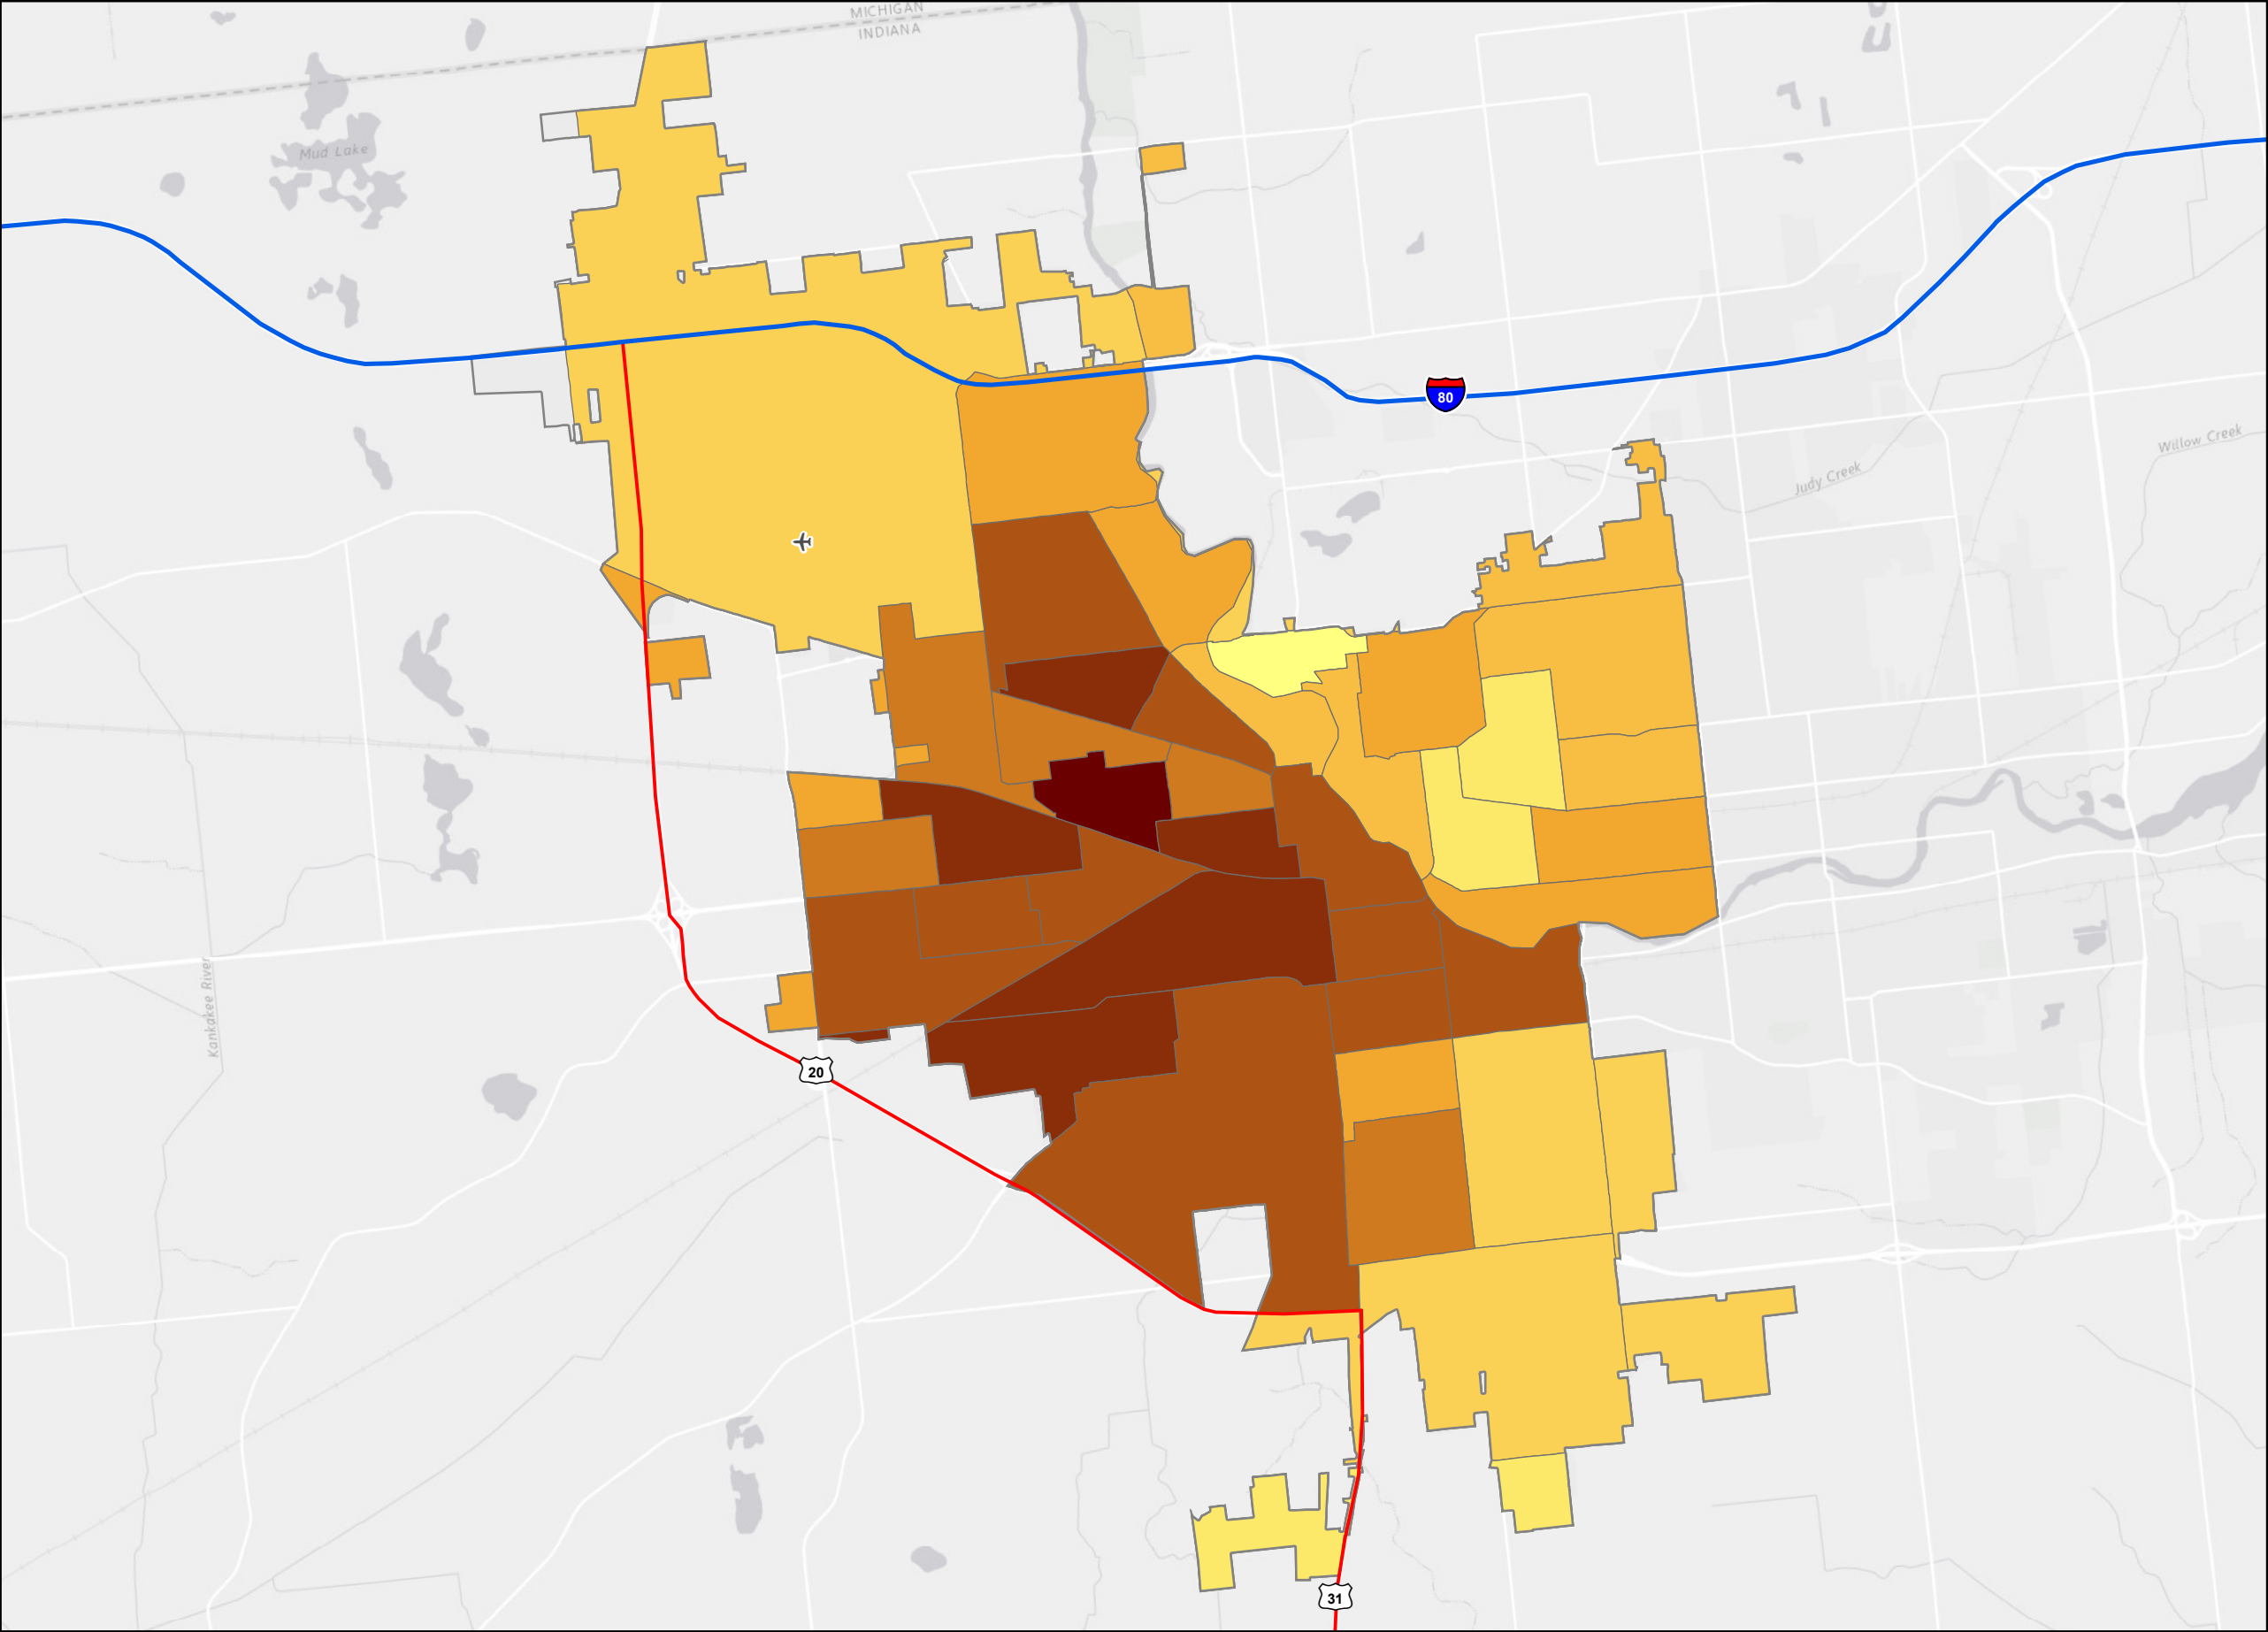 MICHIGAN
INDIANA
Mud Lake
80
Willow Creek
Judy Creek
Kankakee River
20
31